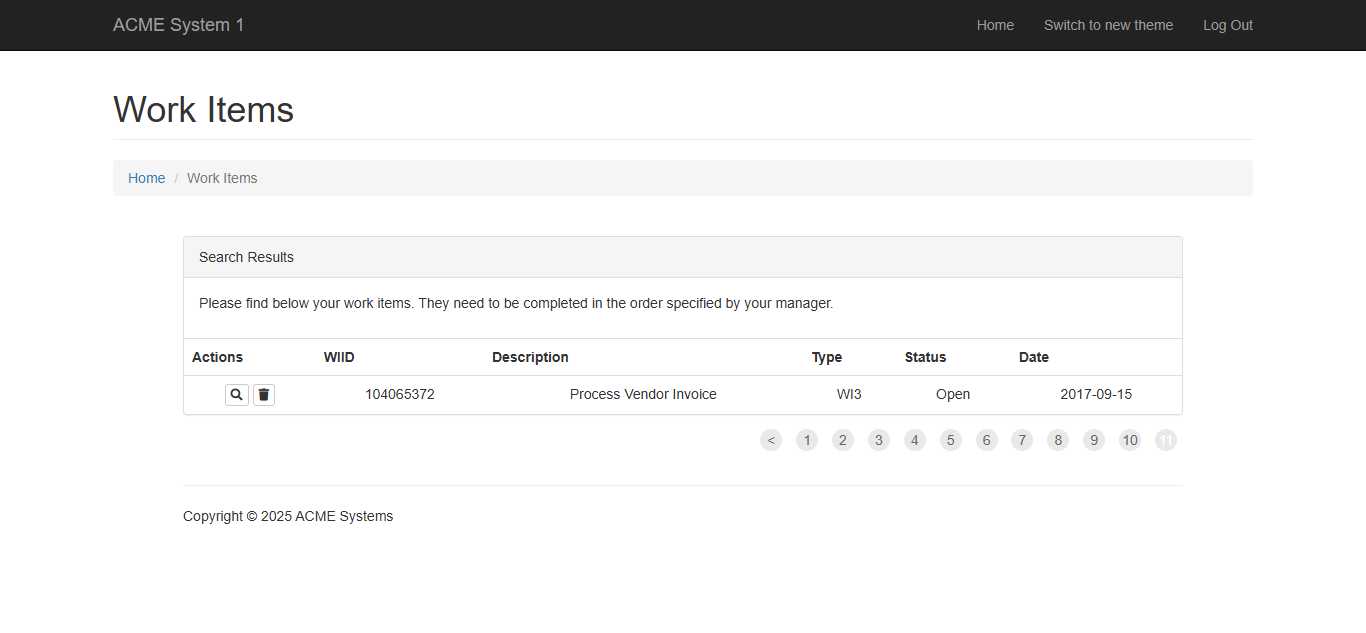 ACME System 1 Home Switch to new theme Log Out
Work Items
Home / Work Items
Search Results
Please find below your work items. They need to be completed in the order specified by your manager.
Actions WIID Description Type Status Date
104065372 Process Vendor Invoice WI3 Open 2017-09-15
< 1 2 3 4 5 6 7 8 9 10 11
Copyright © 2025 ACME Systems